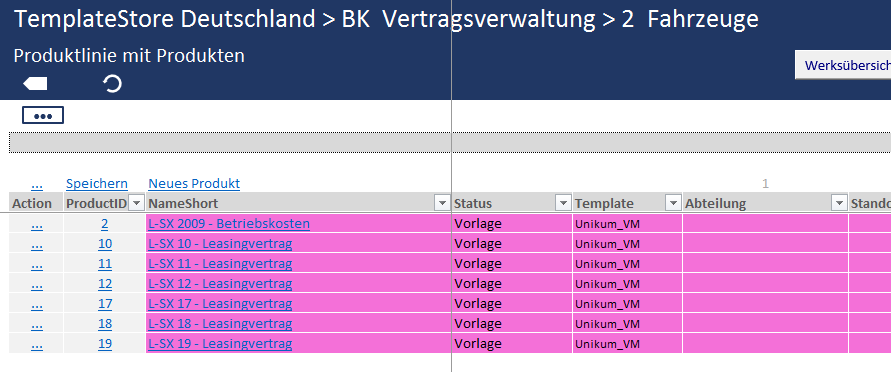 TemplateStore Deutschland > BK Vertragsverwaltung > 2 Fahrzeuge
Produktlinie mit Produkten
Werksübersich
•••
... Speichern Neues Produkt 1
Action ProductID NameShort Status Template Abteilung Stando
... 2 L-SX 2009 - Betriebskosten Vorlage Unikum_VM
... 10 L-SX 10 - Leasingvertrag Vorlage Unikum_VM
... 11 L-SX 11 - Leasingvertrag Vorlage Unikum_VM
... 12 L-SX 12 - Leasingvertrag Vorlage Unikum_VM
... 17 L-SX 17 - Leasingvertrag Vorlage Unikum_VM
... 18 L-SX 18 - Leasingvertrag Vorlage Unikum_VM
... 19 L-SX 19 - Leasingvertrag Vorlage Unikum_VM